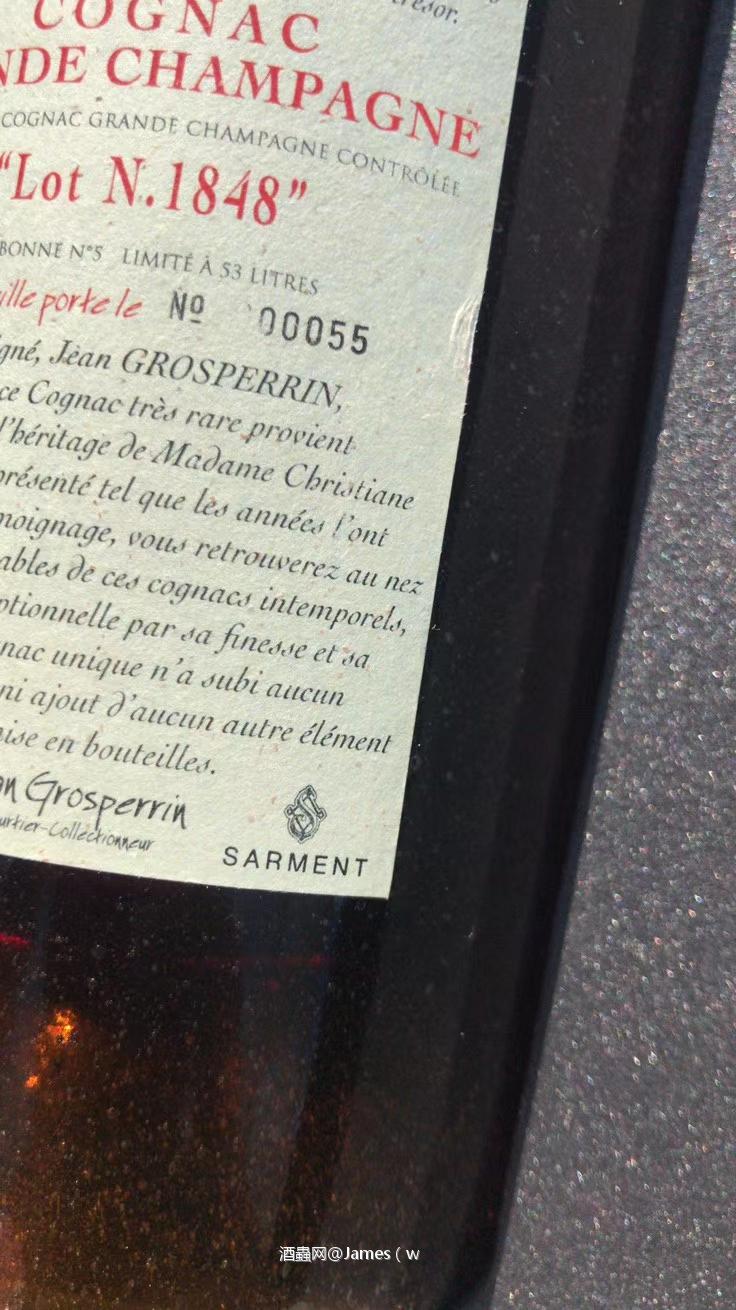 trésor.
COGNAC
NDE CHAMPAGNE
COGNAC GRANDE CHAMPAGNE CONTRÔLÉE
“Lot N.1848”
BONNE N°5 LIMITÉ À 53 LITRES
ille porte le Nº 00055
igné, Jean GROSPERRIN,
ce Cognac très rare provient
l'héritage de Madame Christiane
présenté tel que les années l'ont
moignage, vous retrouverez au nez
ables de ces cognacs intemporels,
ptionnelle par sa finesse et sa
nac unique n'a subi aucun
ni ajout d'aucun autre élément
ise en bouteilles.
n Grosperrin
urtier-Collectionneur
SARMENT
酒蟲网@James ( w